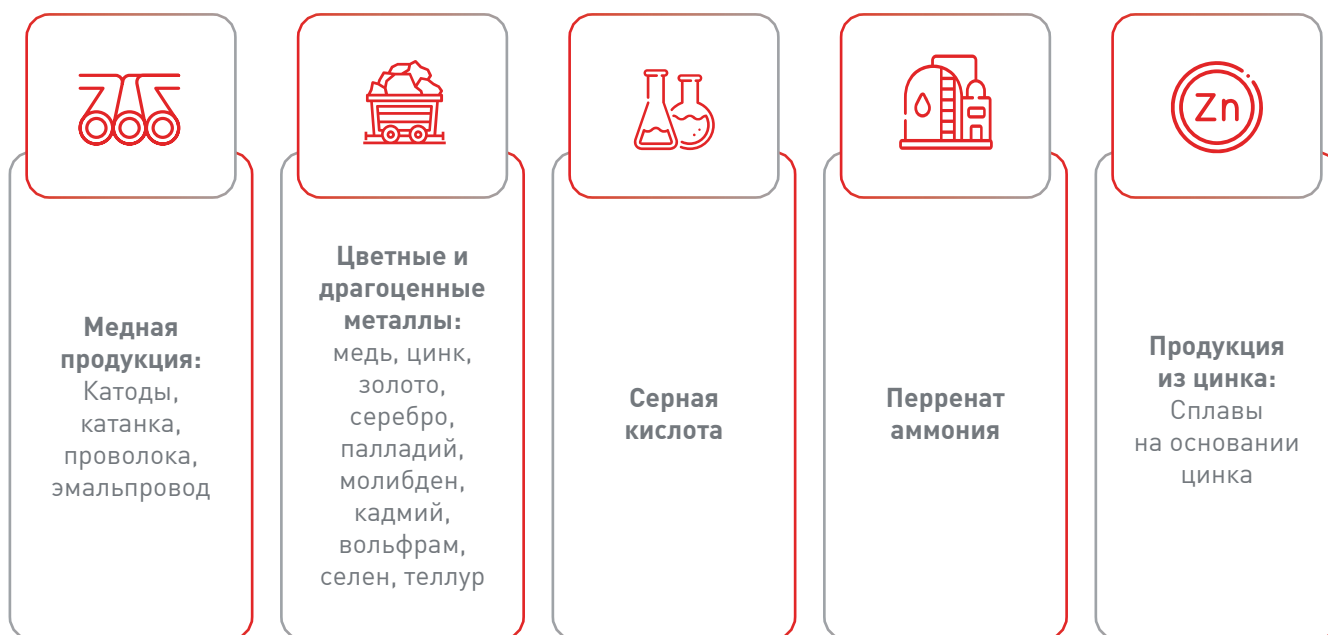 Медная
продукция:
Катоды,
катанка,
проволока,
эмальпровод
Цветные и
драгоценные
металлы:
медь, цинк,
золото,
серебро,
палладий,
молибден,
кадмий,
вольфрам,
селен, теллур
Серная
кислота
Перренат
аммония
Zn
Продукция
из цинка:
Сплавы
на основании
цинка